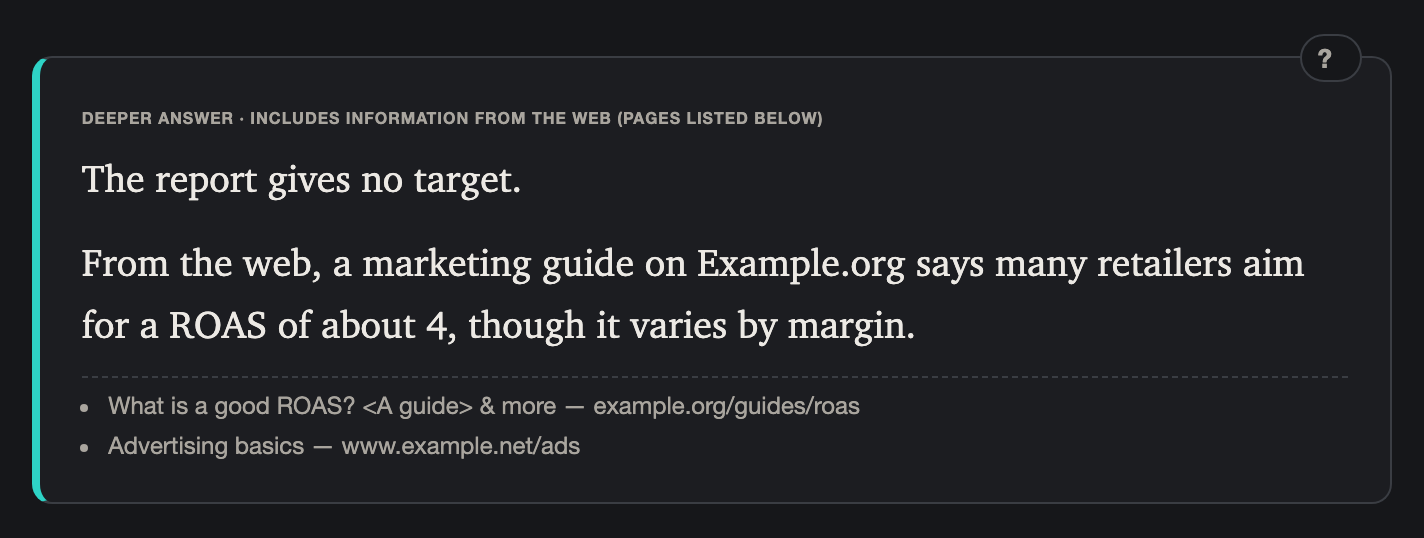 ?
DEEPER ANSWER · INCLUDES INFORMATION FROM THE WEB (PAGES LISTED BELOW)
The report gives no target.
From the web, a marketing guide on Example.org says many retailers aim
for a ROAS of about 4, though it varies by margin.
• What is a good ROAS? <A guide> & more — example.org/guides/roas
• Advertising basics — www.example.net/ads